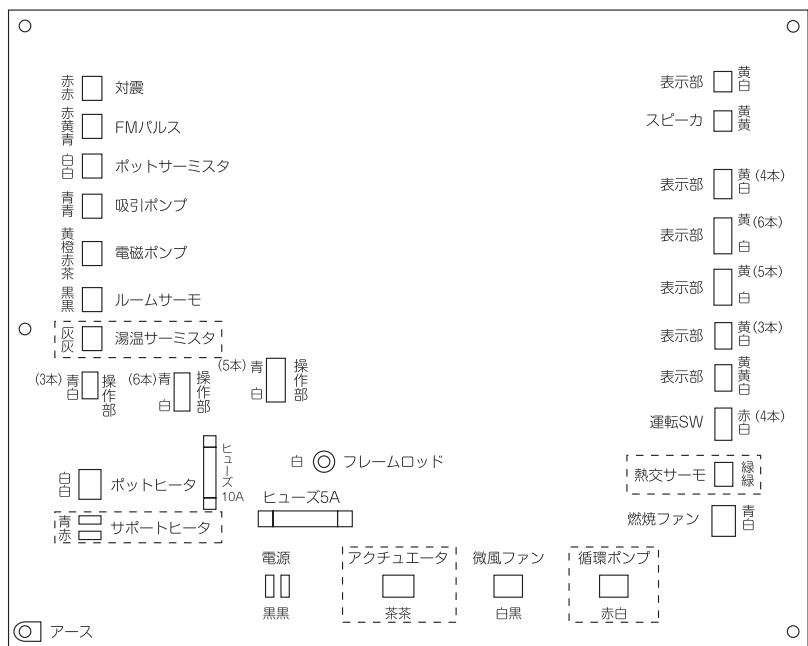 赤赤 対震
赤黄青 FMパルス
白白 ポットサーミスタ
青青 吸引ポンプ
黄橙赤茶 電磁ポンプ
黒黒 ルームサーモ
灰灰 湯温サーミスタ
(3本)青白 操作部
(6本)青白 操作部
(5本)青白 操作部
白白 ポットヒータ
ヒューズ10A
青赤 サポートヒータ
白 フレームロッド
ヒューズ5A
電源
黒黒
アクチュエータ
茶茶
微風ファン
白黒
循環ポンプ
赤白
アース
表示部 黄白
スピーカ 黄黄
表示部 黄(4本)白
表示部 黄(6本)白
表示部 黄(5本)白
表示部 黄(3本)白
表示部 黄黄白
運転SW 赤(4本)白
熱交サーモ 緑緑
燃焼ファン 青白